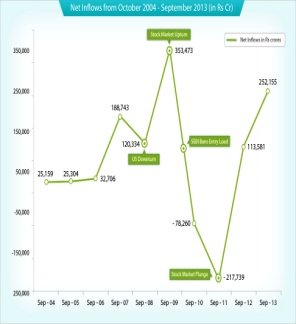 Net Inflows from October 2004 - September 2013 (in Rs Cr)
Stock Market Upturn
Net Inflows in Rs crores
350,000
353,473
250,000
252,155
188,743
150,000
120,334
US Downturn
SEBI Bans Entry Load
113,581
50,000
25,159
25,304
32,706
-50,000
-78,260
-150,000
Stock Market Plunge
-217,739
250,000
Sep - 04
Sep - 05
Sep - 06
Sep - 07
Sep - 08
Sep - 09
Sep - 10
Sep - 11
Sep - 12
Sep - 13